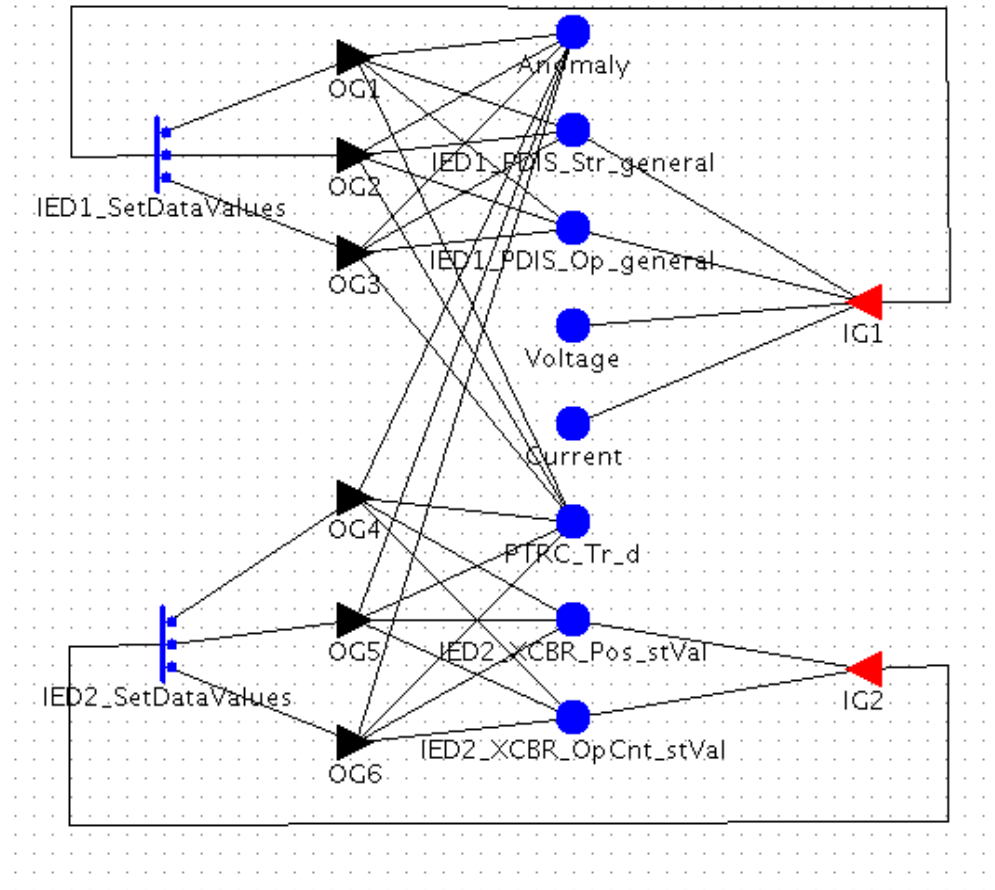 Anomaly
OG1
IED1_PDIS_Str_general
OG2
IED1_SetDataValues
IED1_PDIS_Op_general
OG3
IG1
Voltage
Current
OG4
PTRC_Tr_d
OG5
IED2_XCBR_Pos_stVal
IED2_SetDataValues
IG2
IED2_XCBR_OpCnt_stVal
OG6